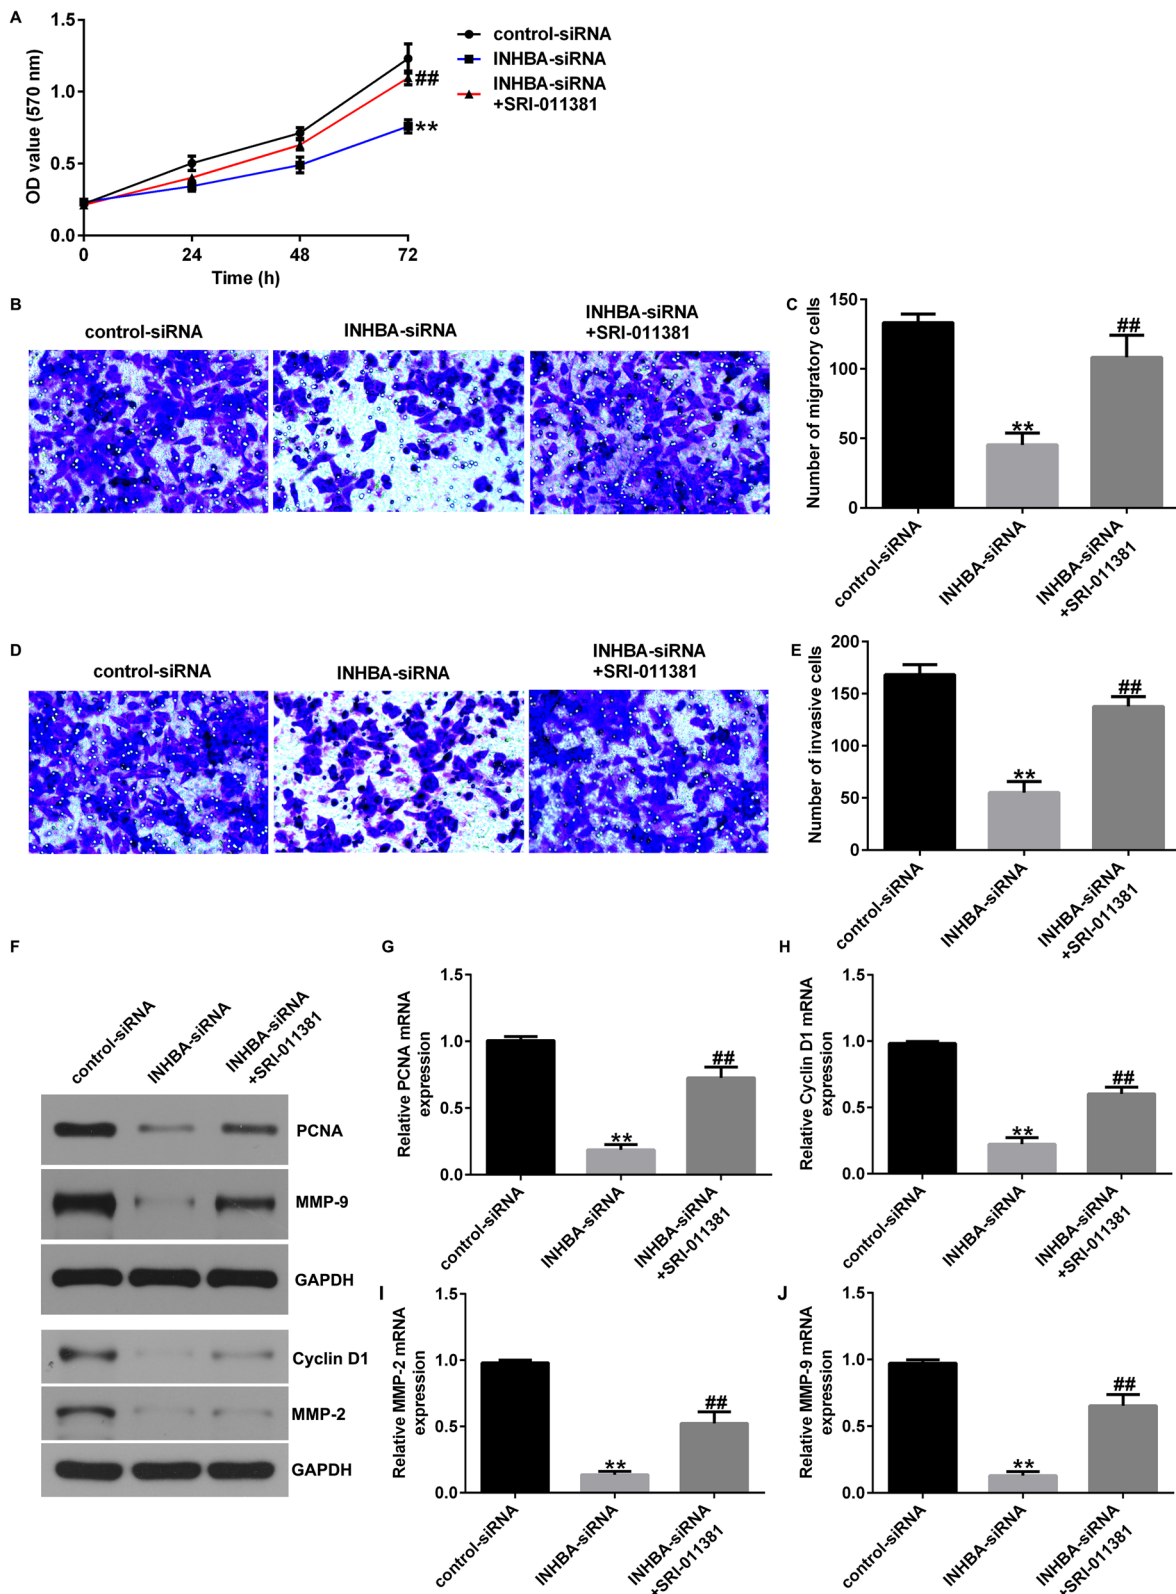 A
1.5
1.0
0.5
0.0
OD value (570 nm)
0
24
48
72
Time (h)
control-siRNA
INHBA-siRNA
INHBA-siRNA
+SRI-011381
##
**
B
control-siRNA
INHBA-siRNA
INHBA-siRNA
+SRI-011381
C
150
100
50
0
Number of migratory cells
**
##
control-siRNA
INHBA-siRNA
INHBA-siRNA
+SRI-011381
D
control-siRNA
INHBA-siRNA
INHBA-siRNA
+SRI-011381
E
200
150
100
50
0
Number of invasive cells
**
##
control-siRNA
INHBA-siRNA
INHBA-siRNA
+SRI-011381
F
control-siRNA
INHBA-siRNA
INHBA-siRNA
+SRI-011381
PCNA
MMP-9
GAPDH
Cyclin D1
MMP-2
GAPDH
G
1.5
1.0
0.5
0.0
Relative PCNA mRNA
expression
**
##
control-siRNA
INHBA-siRNA
INHBA-siRNA
+SRI-011381
H
1.5
1.0
0.5
0.0
Relative Cyclin D1 mRNA
expression
**
##
control-siRNA
INHBA-siRNA
INHBA-siRNA
+SRI-011381
I
1.5
1.0
0.5
0.0
Relative MMP-2 mRNA
expression
**
##
control-siRNA
INHBA-siRNA
INHBA-siRNA
+SRI-011381
J
1.5
1.0
0.5
0.0
Relative MMP-9 mRNA
expression
**
##
control-siRNA
INHBA-siRNA
INHBA-siRNA
+SRI-011381